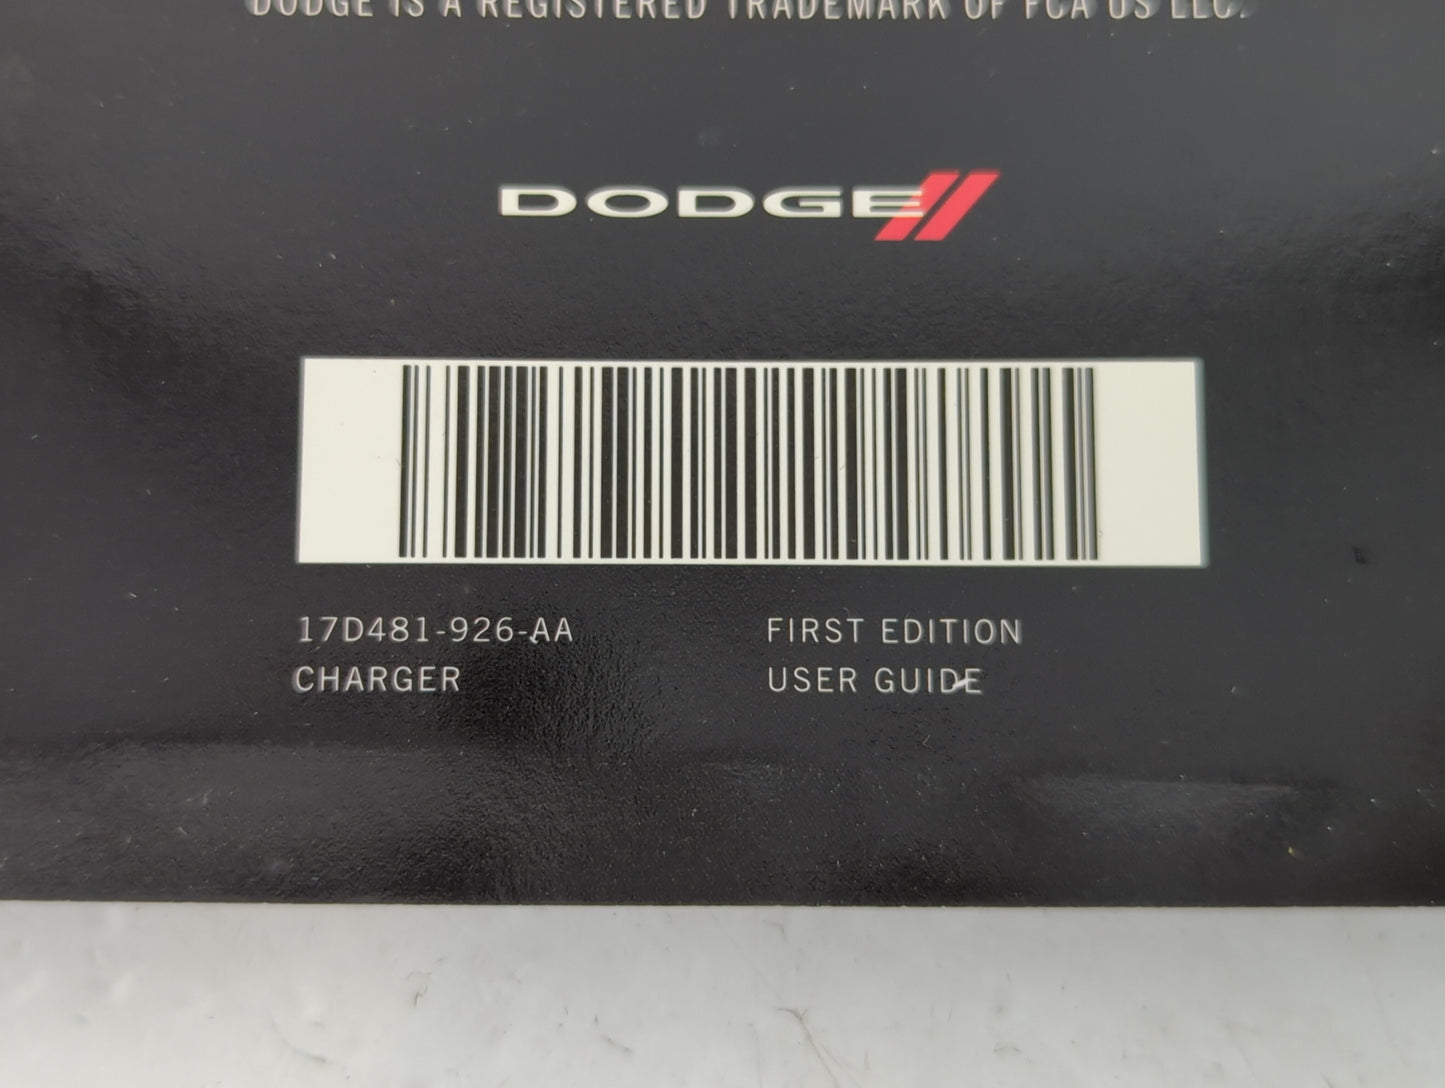 DODGE IS A REGISTERED TRADEMARK OF FCA US LLC.
DODGE
17D481-926-AA
CHARGER
FIRST EDITION
USER GUIDE